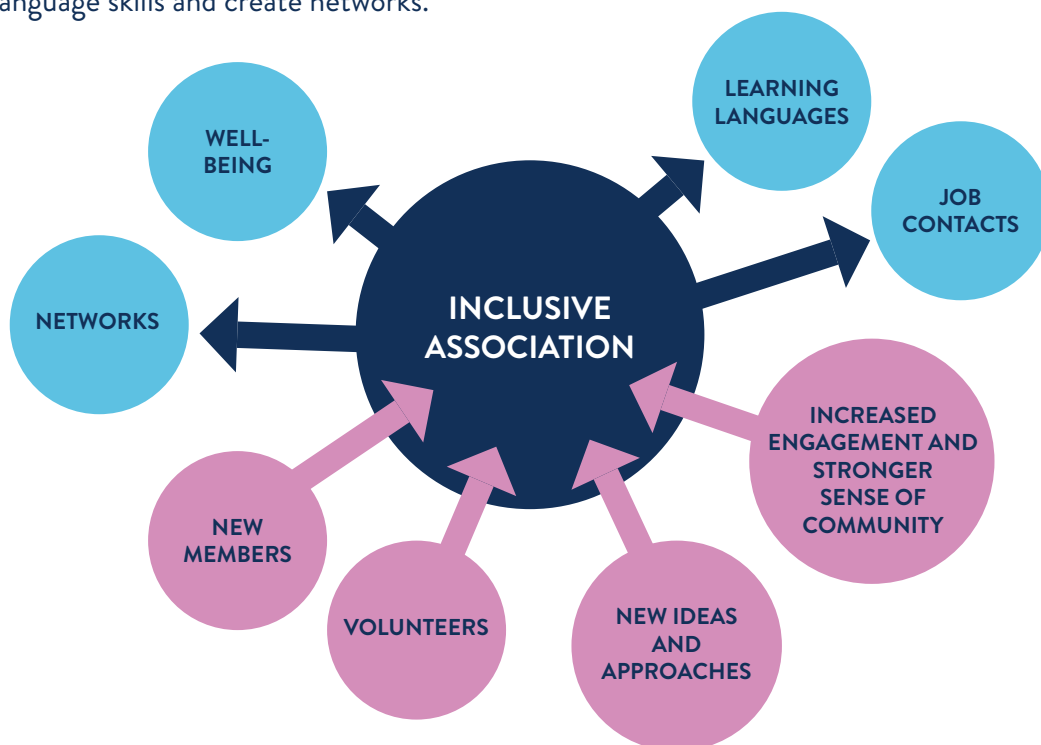 language skills and create networks.
LEARNING
LANGUAGES
WELL-
BEING
JOB
CONTACTS
NETWORKS
INCLUSIVE
ASSOCIATION
INCREASED
ENGAGEMENT AND
STRONGER
SENSE OF
COMMUNITY
NEW
MEMBERS
VOLUNTEERS
NEW IDEAS
AND
APPROACHES